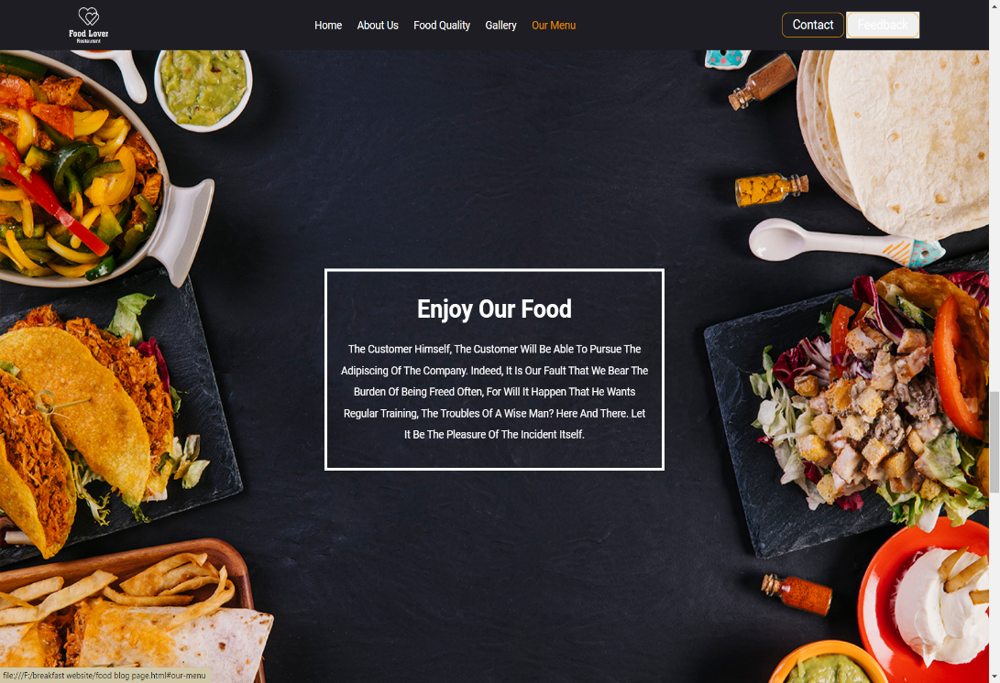 Food Lover
Restaurant
Home About Us Food Quality Gallery Our Menu
Contact Feedback
Enjoy Our Food
The Customer Himself, The Customer Will Be Able To Pursue The
Adipiscing Of The Company. Indeed, It Is Our Fault That We Bear The
Burden Of Being Freed Often, For Will It Happen That He Wants
Regular Training, The Troubles Of A Wise Man? Here And There. Let
It Be The Pleasure Of The Incident Itself.
file:///F:/breakfast website/food blog page.html#our-menu